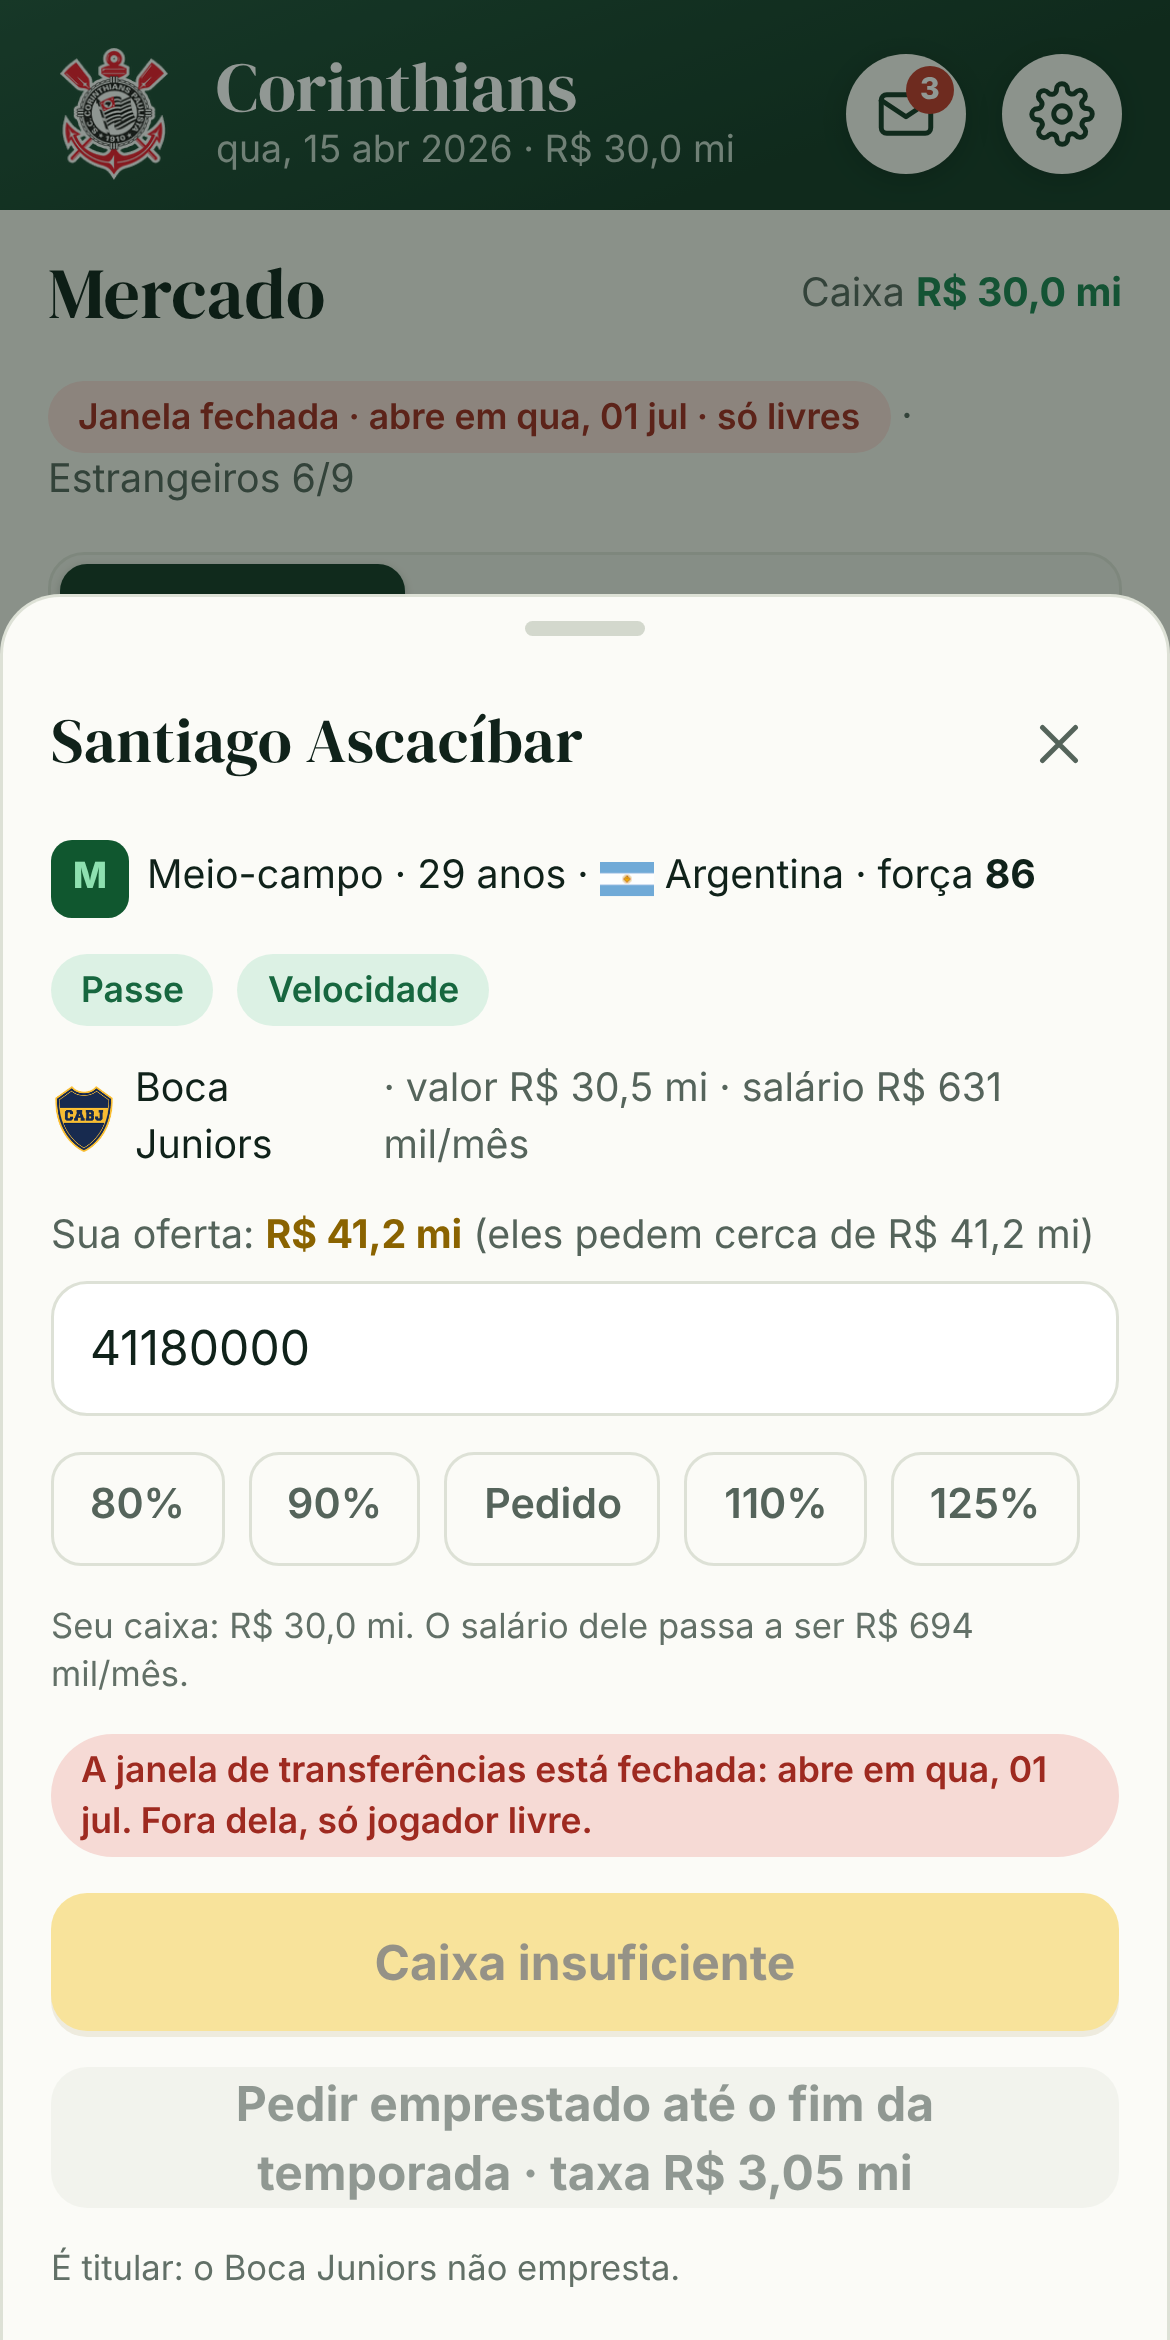 Corinthians
qua, 15 abr 2026 · R$ 30,0 mi
3
Mercado
Caixa R$ 30,0 mi
Janela fechada · abre em qua, 01 jul · só livres ·
Estrangeiros 6/9
Santiago Ascacíbar
M Meio-campo · 29 anos · Argentina · força 86
Passe Velocidade
CABJ
Boca
Juniors
· valor R$ 30,5 mi · salário R$ 631
mil/mês
Sua oferta: R$ 41,2 mi (eles pedem cerca de R$ 41,2 mi)
41180000
80% 90% Pedido 110% 125%
Seu caixa: R$ 30,0 mi. O salário dele passa a ser R$ 694
mil/mês.
A janela de transferências está fechada: abre em qua, 01
jul. Fora dela, só jogador livre.
Caixa insuficiente
Pedir emprestado até o fim da
temporada · taxa R$ 3,05 mi
É titular: o Boca Juniors não empresta.